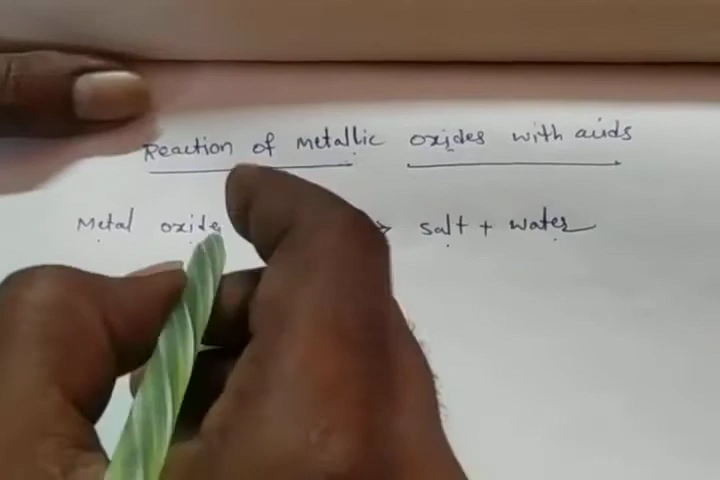 Reaction of metallic oxides with acids
Metal oxide → salt + water